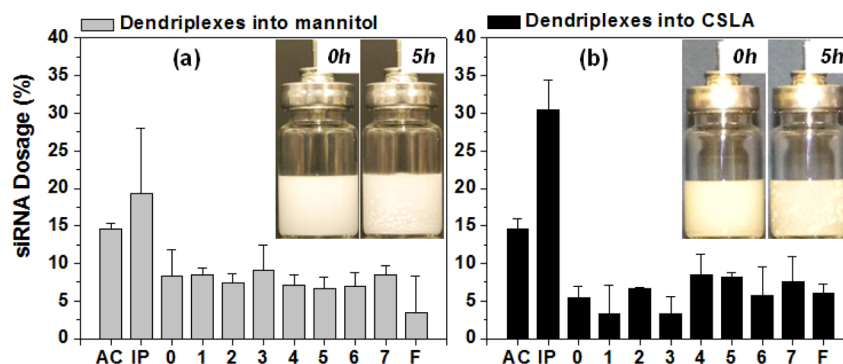 Dendriplexes into mannitol
Dendriplexes into CSLA
siRNA Dosage (%)
40
35
30
25
20
15
10
5
0
(a)
0h
5h
AC IP 0 1 2 3 4 5 6 7 F
40
35
30
25
20
15
10
5
0
(b)
0h
5h
AC IP 0 1 2 3 4 5 6 7 F